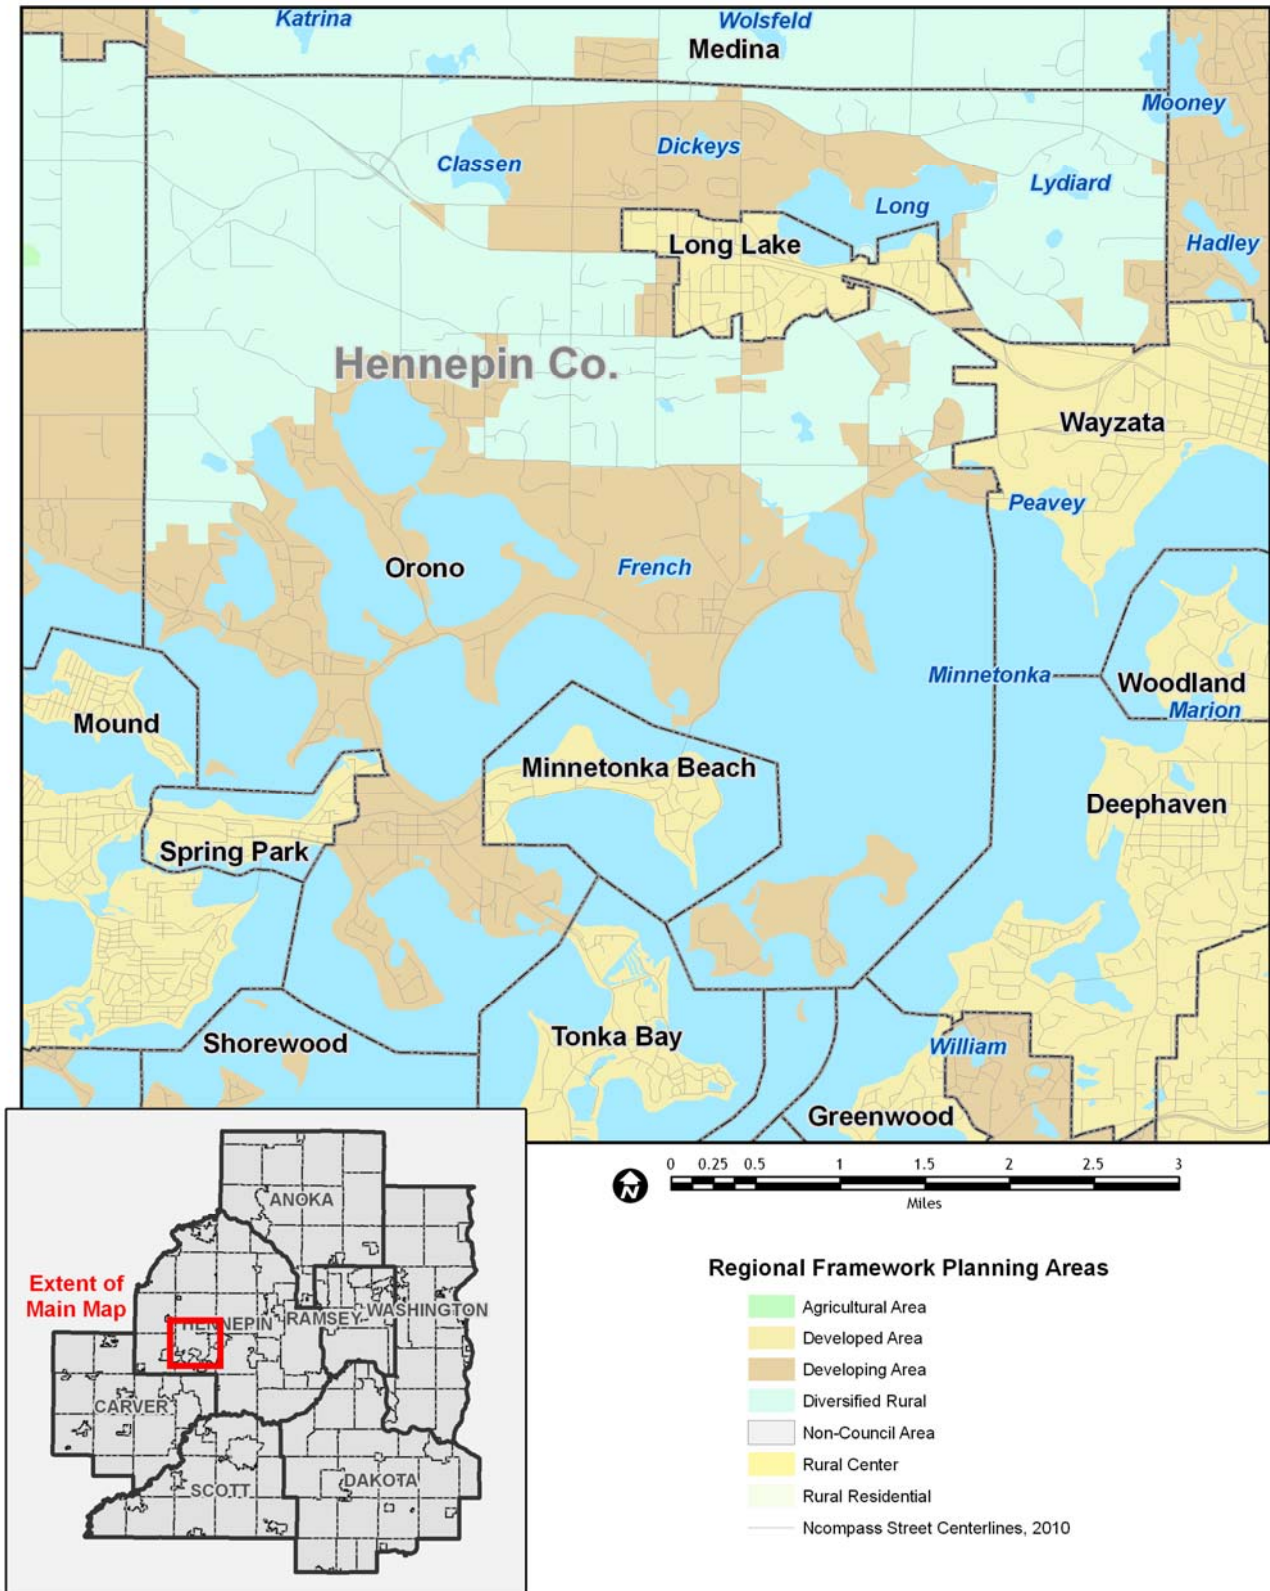 Katrina
Wolsfeld
Medina
Mooney
Dickeys
Classen
Lydiard
Long
Long Lake
Hadley
Hennepin Co.
Wayzata
Peavey
Orono
French
Minnetonka
Woodland
Marion
Mound
Minnetonka Beach
Deephaven
Spring Park
Shorewood
Tonka Bay
William
Greenwood
N
0 0.25 0.5 1 1.5 2 2.5 3
Miles
ANOKA
Extent of
Main Map
HENNEPIN
RAMSEY
WASHINGTON
CARVER
SCOTT
DAKOTA
Regional Framework Planning Areas
Agricultural Area
Developed Area
Developing Area
Diversified Rural
Non-Council Area
Rural Center
Rural Residential
Ncompass Street Centerlines, 2010